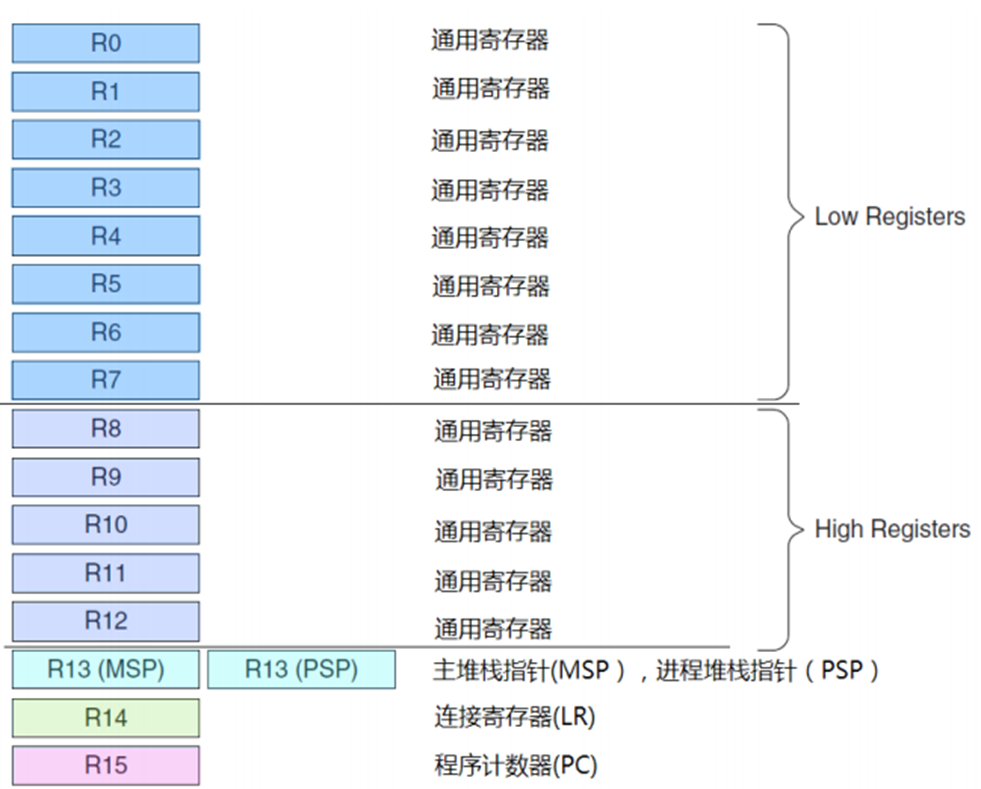 R0 通用寄存器
R1 通用寄存器
R2 通用寄存器
R3 通用寄存器
Low Registers
R4 通用寄存器
R5 通用寄存器
R6 通用寄存器
R7 通用寄存器
R8 通用寄存器
R9 通用寄存器
R10 通用寄存器
High Registers
R11 通用寄存器
R12 通用寄存器
R13 (MSP) R13 (PSP) 主堆栈指针(MSP),进程堆栈指针(PSP)
R14 连接寄存器(LR)
R15 程序计数器(PC)